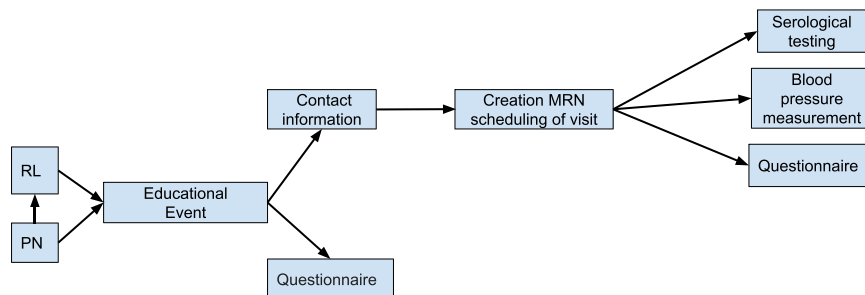 RL
PN
Educational
Event
Contact
information
Questionnaire
Creation MRN
scheduling of visit
Serological
testing
Blood
pressure
measurement
Questionnaire